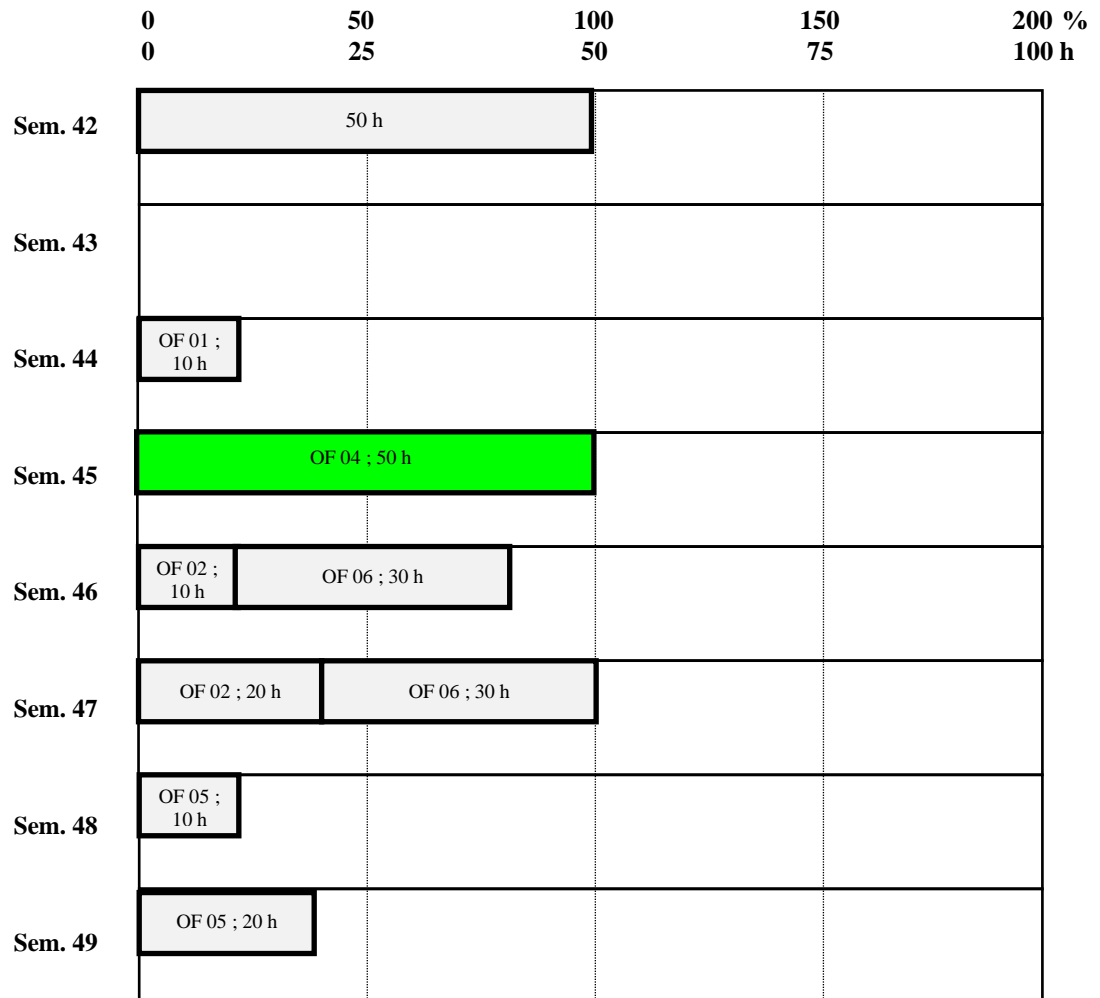 0 50 100 150 200 %
0 25 50 75 100 h
Sem. 42
50 h
Sem. 43
Sem. 44
OF 01 ;
10 h
Sem. 45
OF 04 ; 50 h
Sem. 46
OF 02 ;
10 h
OF 06 ; 30 h
Sem. 47
OF 02 ; 20 h
OF 06 ; 30 h
Sem. 48
OF 05 ;
10 h
Sem. 49
OF 05 ; 20 h